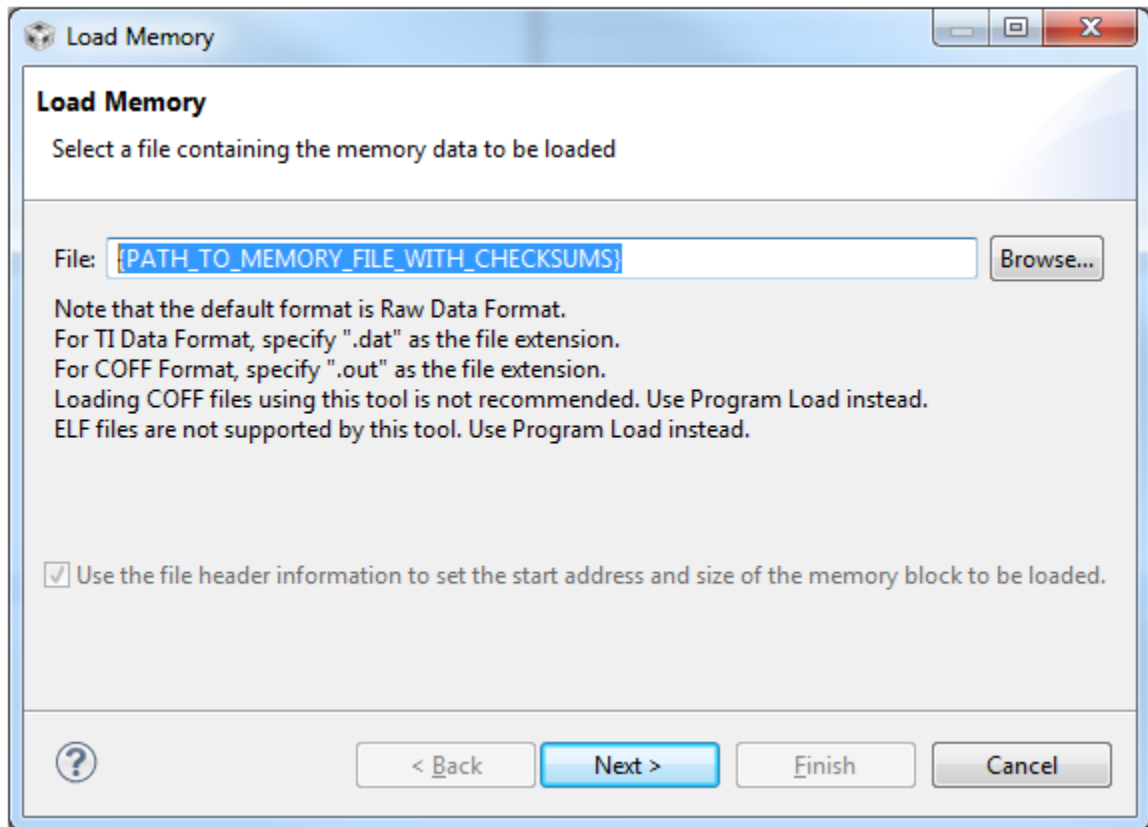 Load Memory
Load Memory
Select a file containing the memory data to be loaded
File: {PATH_TO_MEMORY_FILE_WITH_CHECKSUMS} Browse...
Note that the default format is Raw Data Format.
For TI Data Format, specify ".dat" as the file extension.
For COFF Format, specify ".out" as the file extension.
Loading COFF files using this tool is not recommended. Use Program Load instead.
ELF files are not supported by this tool. Use Program Load instead.
Use the file header information to set the start address and size of the memory block to be loaded.
? < Back Next > Finish Cancel